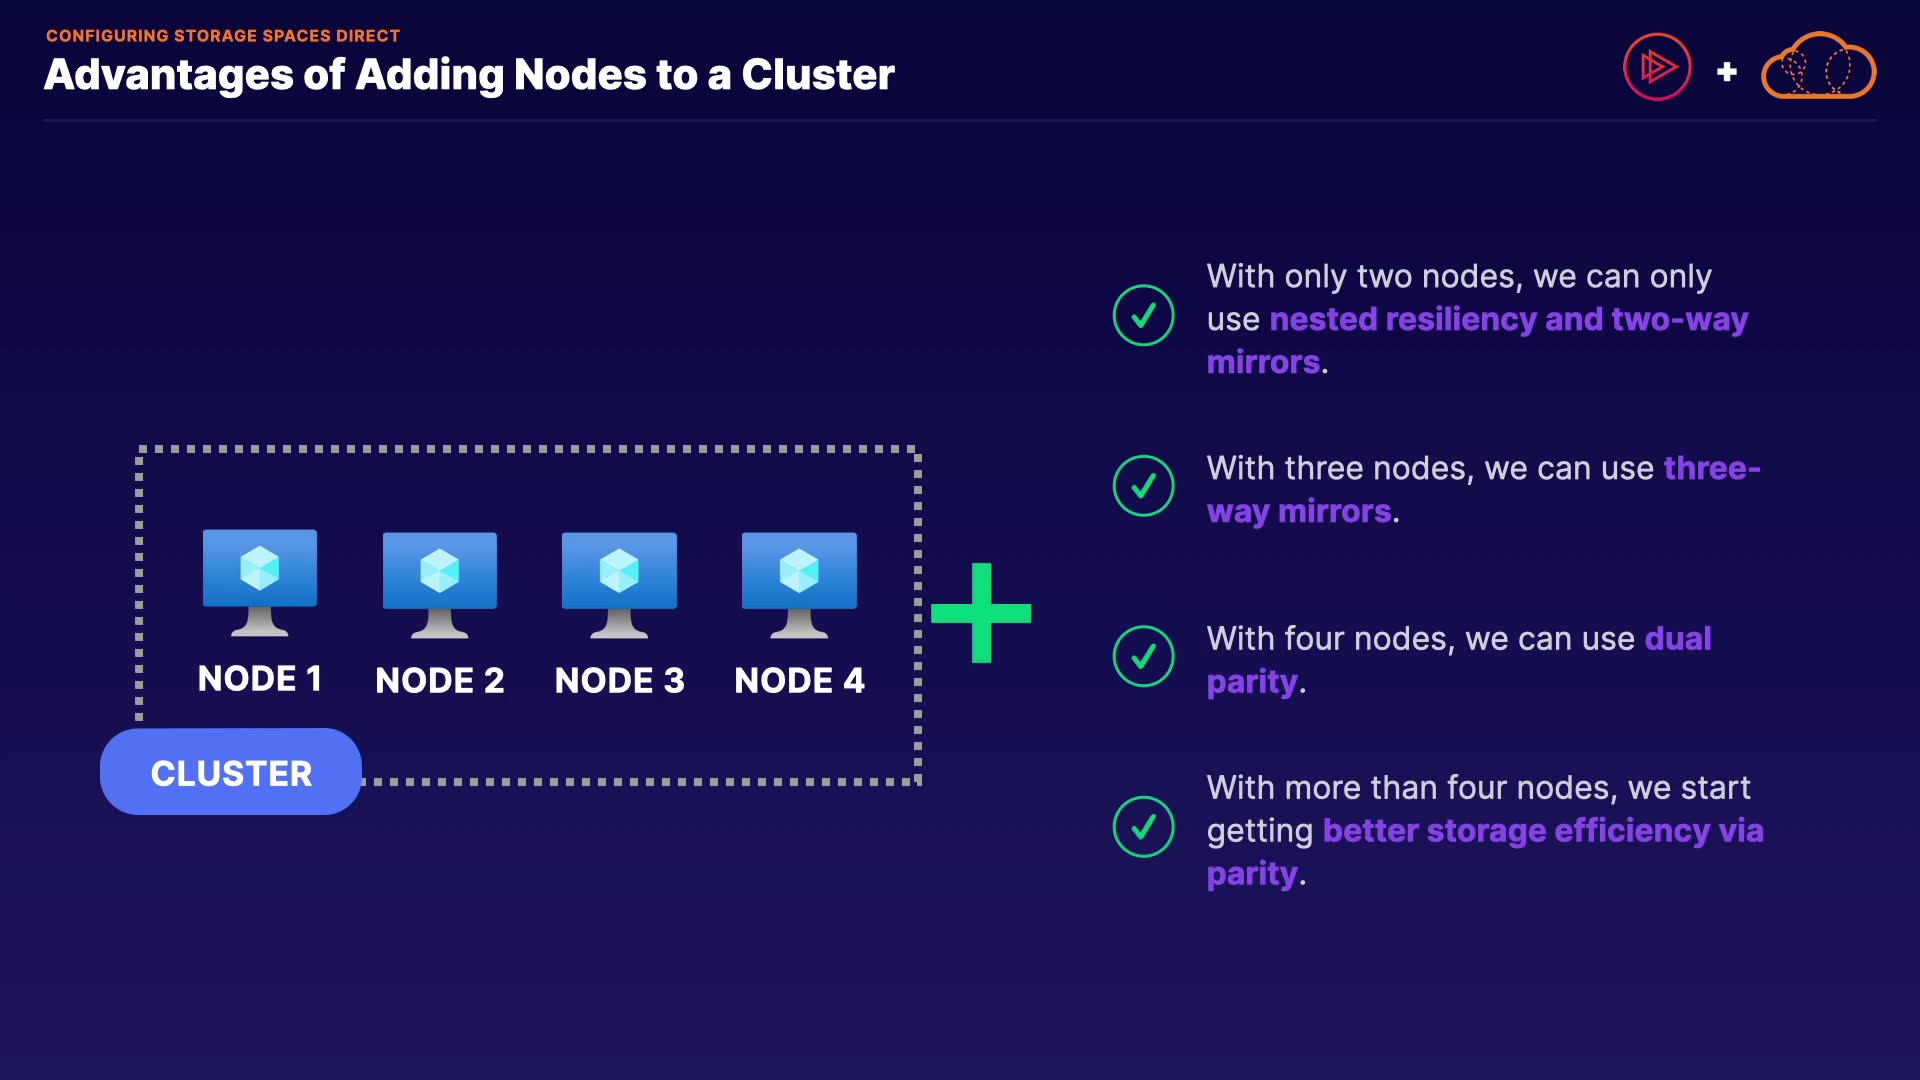 CONFIGURING STORAGE SPACES DIRECT
Advantages of Adding Nodes to a Cluster
With only two nodes, we can only
use nested resiliency and two-way
mirrors.
With three nodes, we can use three-
way mirrors.
With four nodes, we can use dual
parity.
With more than four nodes, we start
getting better storage efficiency via
parity.
NODE 1
NODE 2
NODE 3
NODE 4
CLUSTER